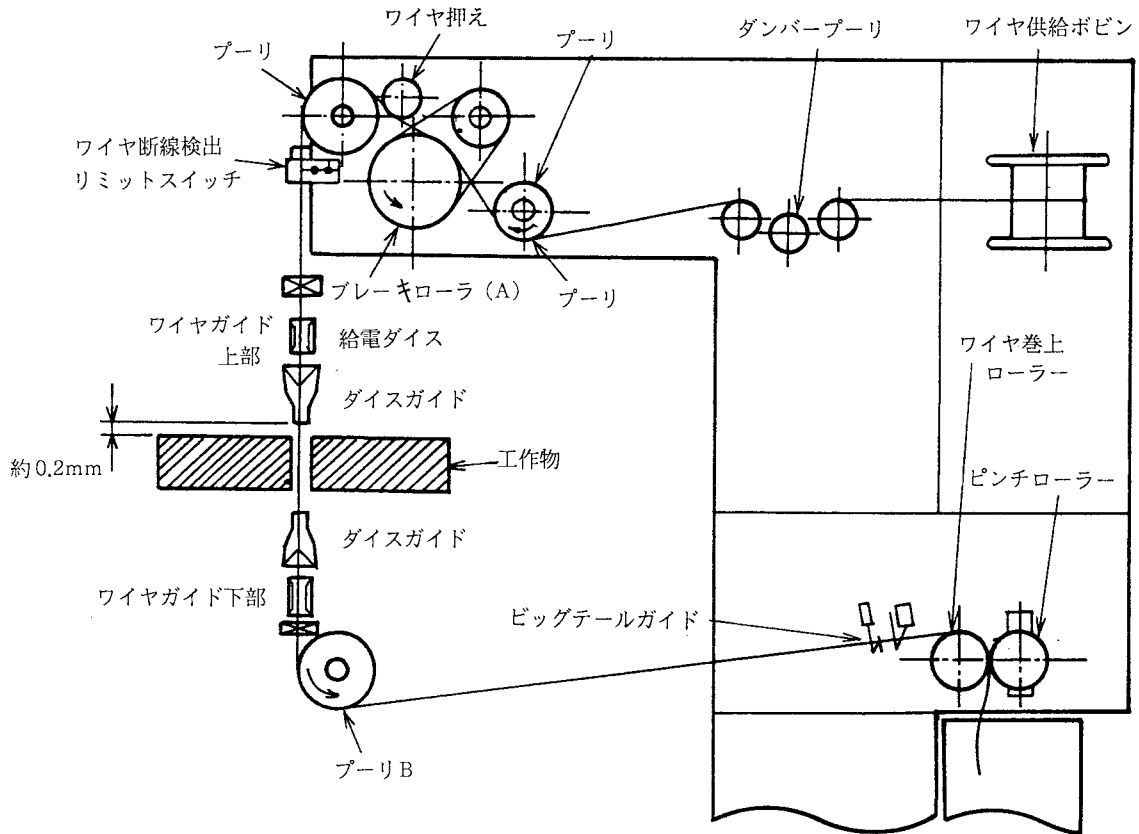 ワイヤ押え
プーリ
プーリ
ダンバープーリ
ワイヤ供給ボビン
ワイヤ断線検出
リミットスイッチ
ブレーキローラ(A)
プーリ
ワイヤガイド
上部
給電ダイス
ワイヤ巻上
ローラー
ダイスガイド
約0.2mm
工作物
ピンチローラー
ダイスガイド
ワイヤガイド下部
ビッグテールガイド
プーリB